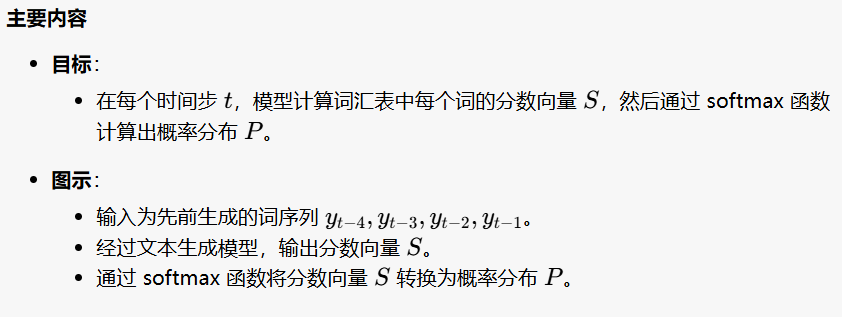 主要内容
目标：
在每个时间步 t，模型计算词汇表中每个词的分数向量 S，然后通过 softmax 函数
计算出概率分布 P。
图示：
输入为先前生成的词序列 y_{t−4}, y_{t−3}, y_{t−2}, y_{t−1}。
经过文本生成模型，输出分数向量 S。
通过 softmax 函数将分数向量 S 转换为概率分布 P。